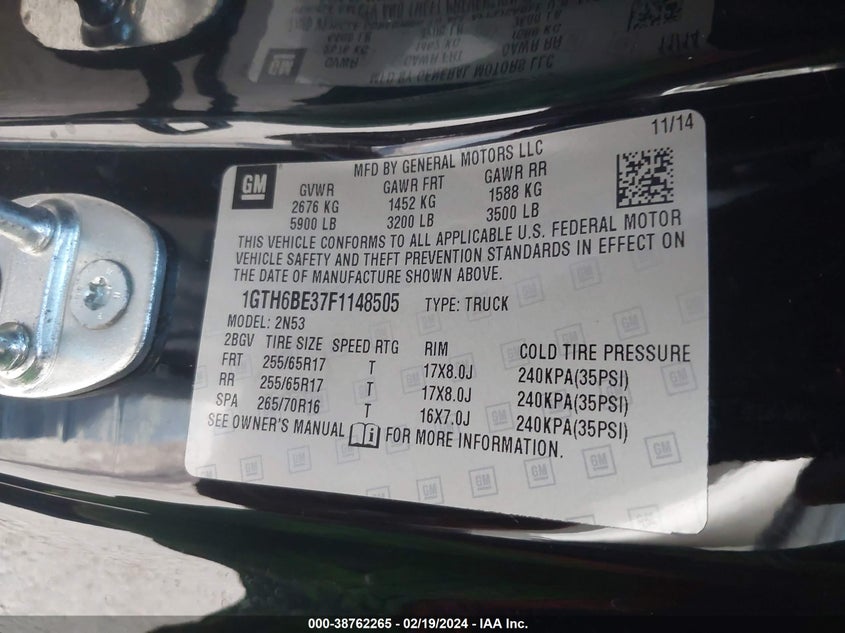 11/14
MFD BY GENERAL MOTORS LLC
GM
GVWR GAWR FRT GAWR RR
2676 KG 1452 KG 1588 KG
5900 LB 3200 LB 3500 LB
THIS VEHICLE CONFORMS TO ALL APPLICABLE U.S. FEDERAL MOTOR
VEHICLE SAFETY AND THEFT PREVENTION STANDARDS IN EFFECT ON
THE DATE OF MANUFACTURE SHOWN ABOVE.
1GTH6BE37F1148505 TYPE: TRUCK
MODEL: 2N53
2BGV TIRE SIZE SPEED RTG RIM COLD TIRE PRESSURE
FRT 255/65R17 T 17X8.0J 240KPA(35PSI)
RR 255/65R17 T 17X8.0J 240KPA(35PSI)
SPA 265/70R16 T 16X7.0J 240KPA(35PSI)
SEE OWNER'S MANUAL FOR MORE INFORMATION.
000-38762265 - 02/19/2024 - IAA Inc.